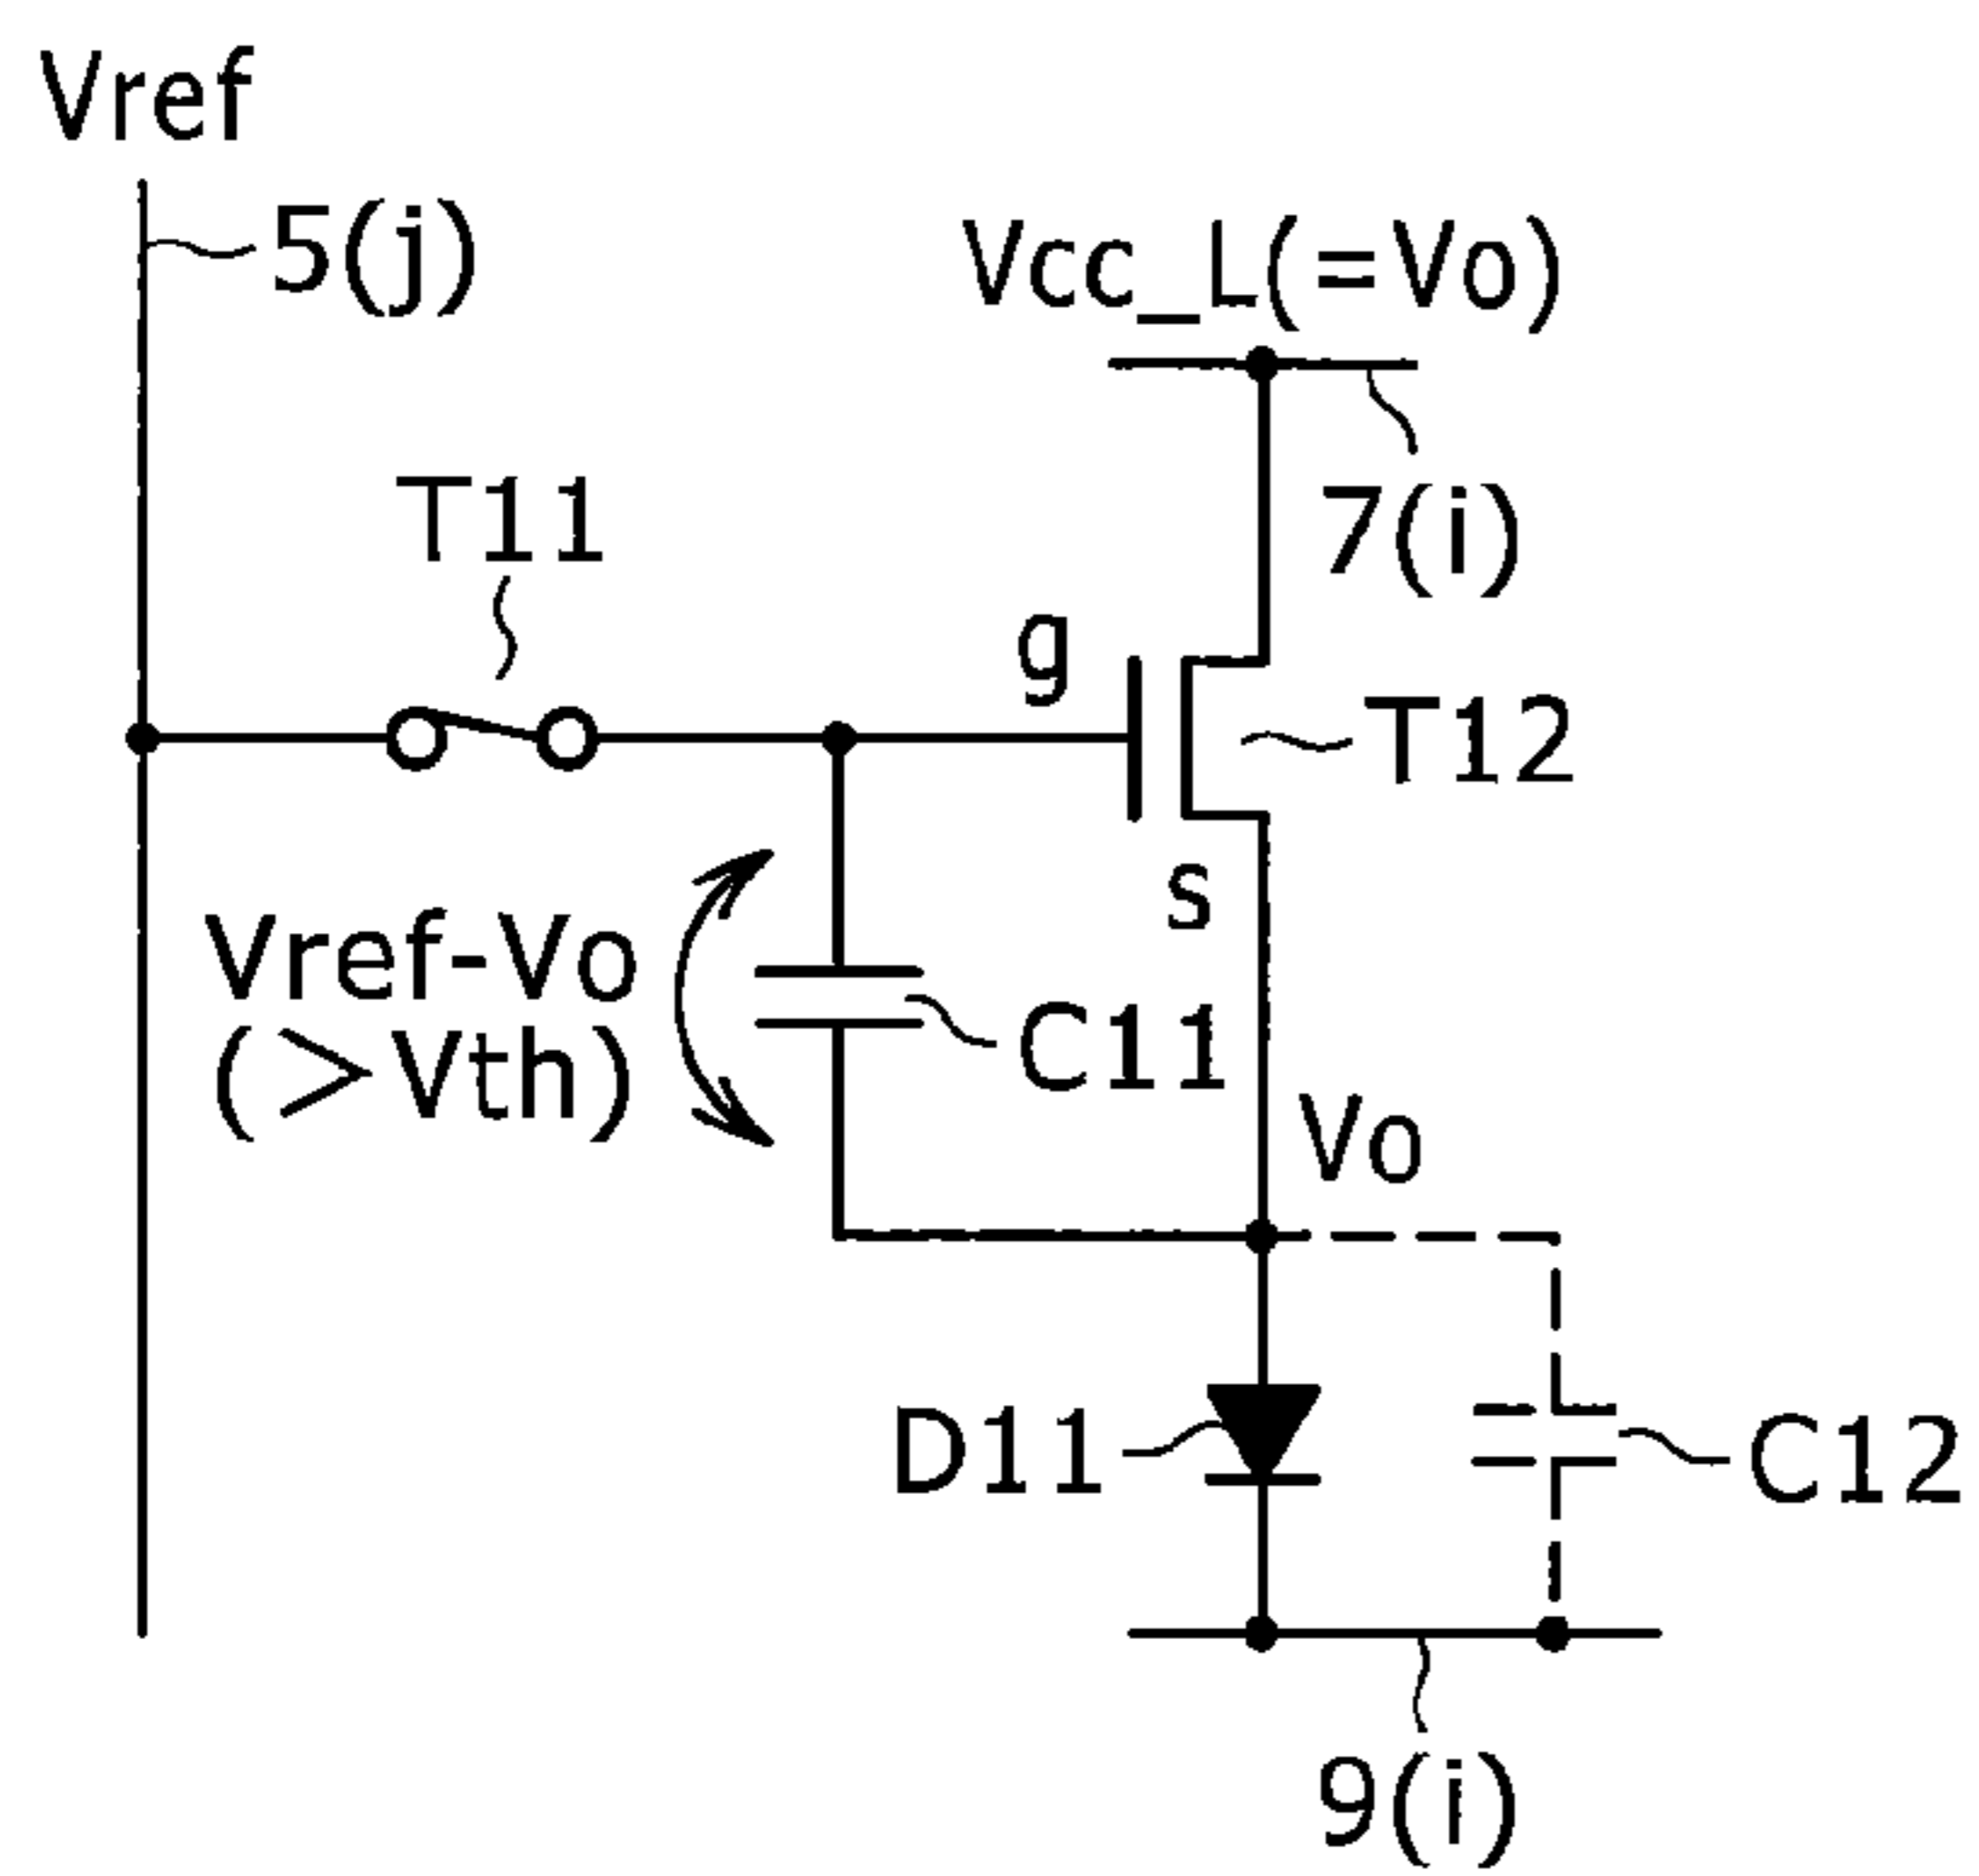 Vref
5(j)
Vcc_L(=Vo)
7(i)
T11
g
T12
s
Vref-Vo
(>Vth)
C11
Vo
D11
C12
9(i)